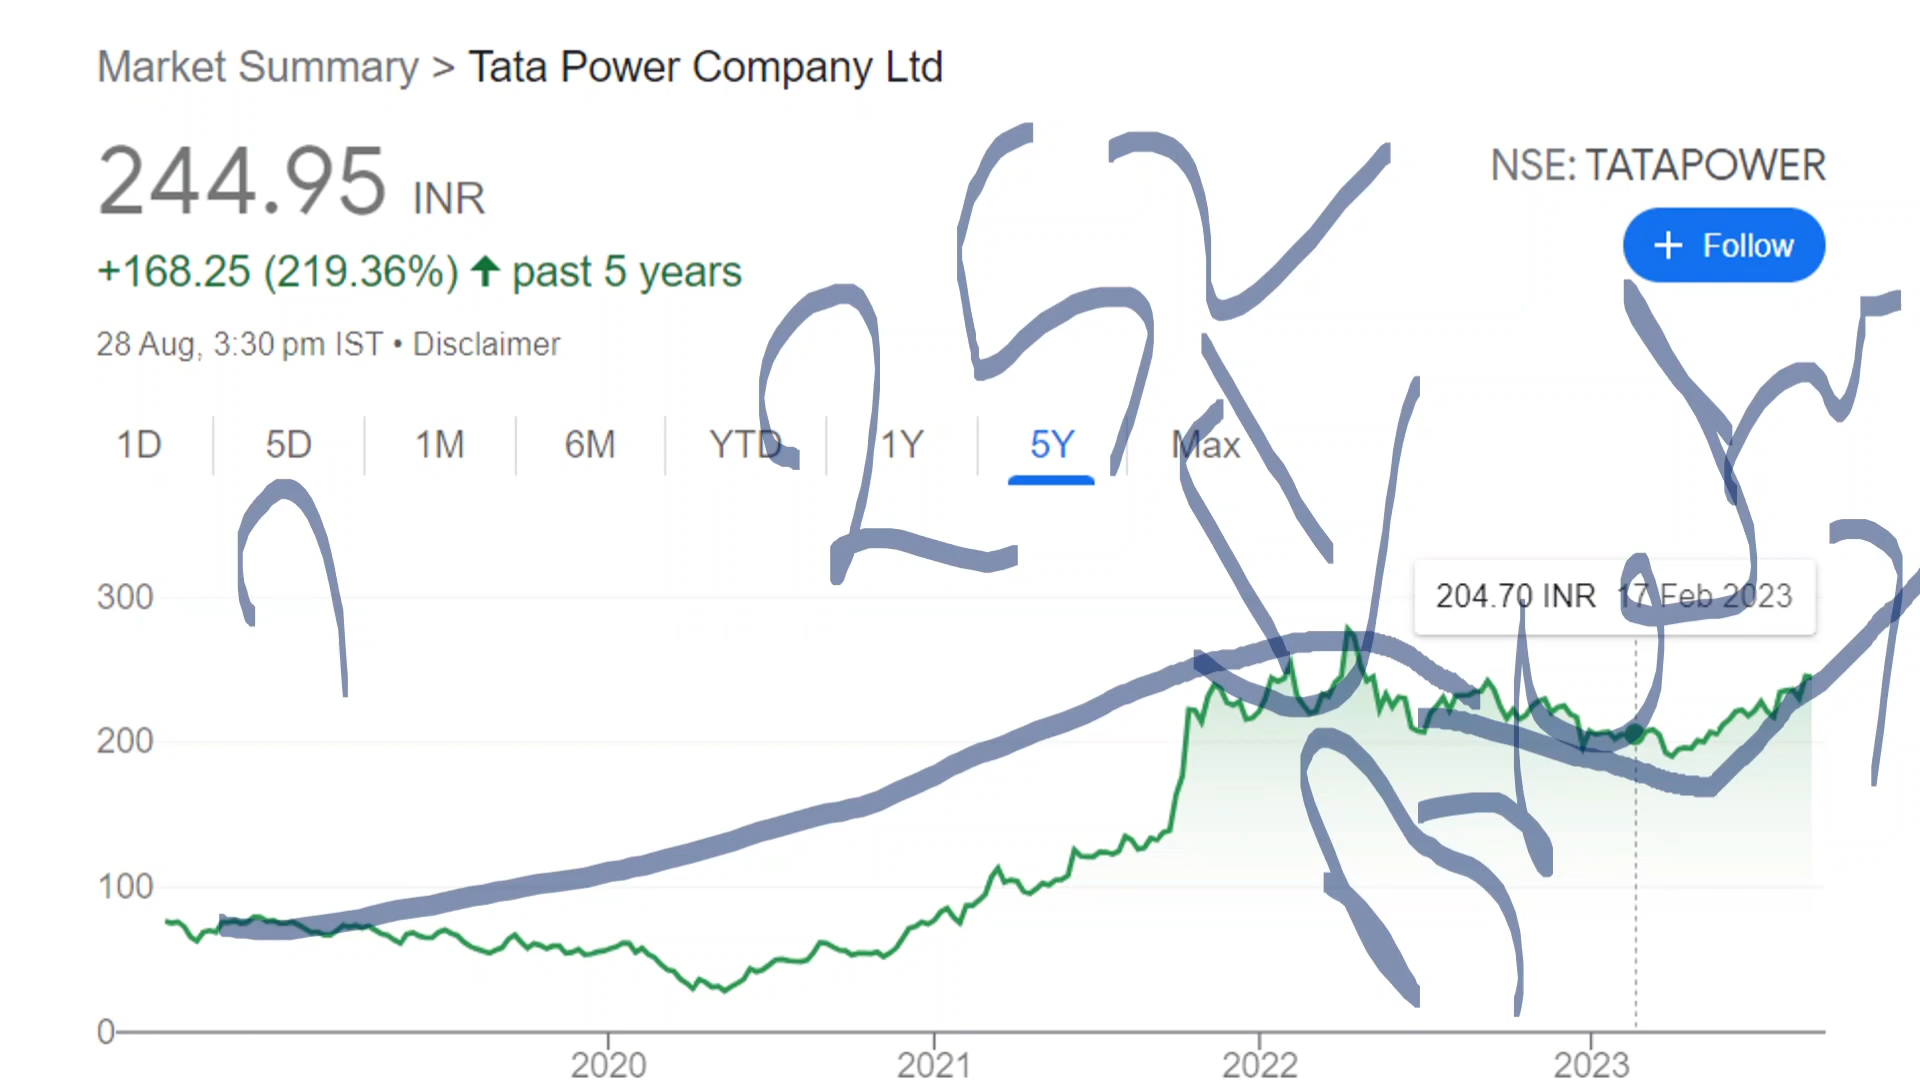 Market Summary > Tata Power Company Ltd
244.95 INR
+168.25 (219.36%) ↑ past 5 years
28 Aug, 3:30 pm IST • Disclaimer
NSE: TATAPOWER
+ Follow
1D 5D 1M 6M YTD 1Y 5Y Max
204.70 INR 17 Feb 2023
300
200
100
0
2020 2021 2022 2023